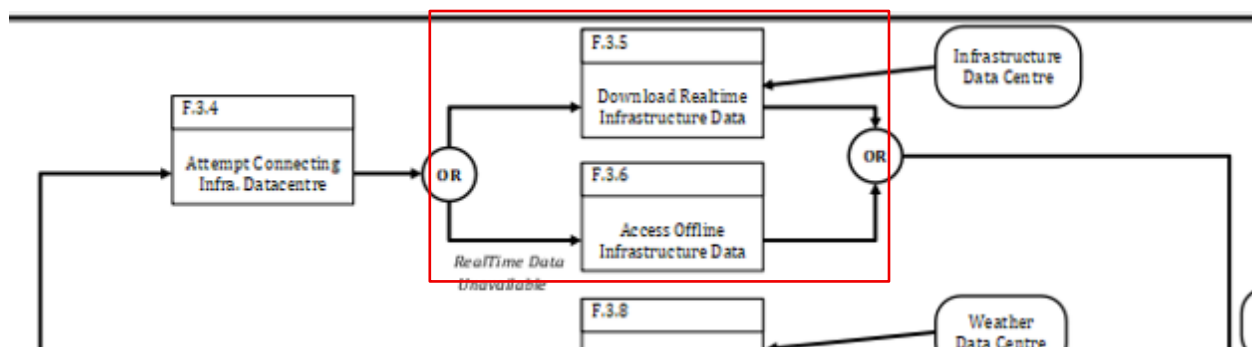 F.3.5
Infrastructure
Data Centre
Download Realtime
Infrastructure Data
F.3.4
Attempt Connecting
Infra. Datacentre
OR
OR
F.3.6
Access Offline
Infrastructure Data
RealTime Data
Unavailable
F.3.8
Weather
Data Centre